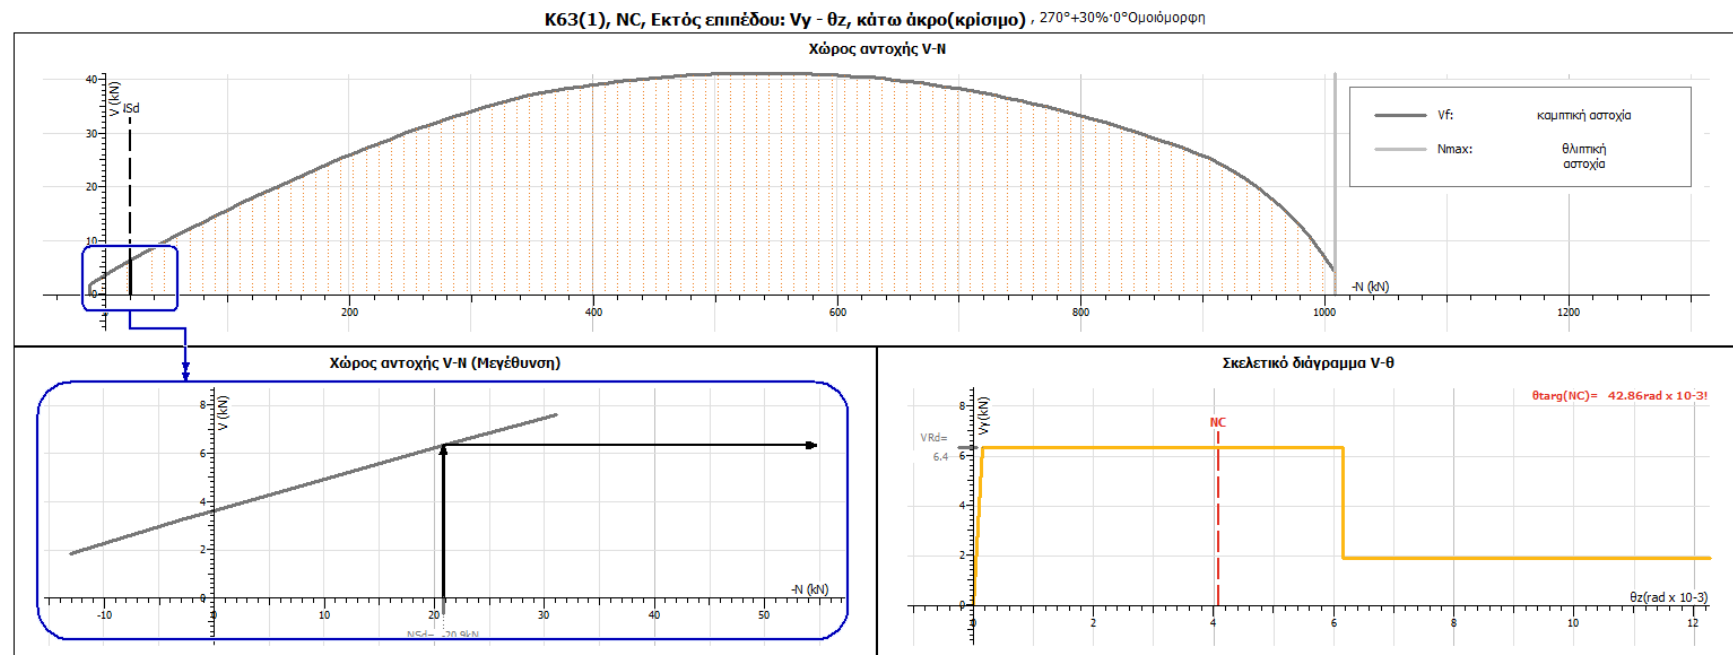 K63(1), NC, Εκτός επιπέδου: Vy - θz, κάτω άκρο(κρίσιμο) , 270°+30%·0°Ομοιόμορφη
Χώρος αντοχής V-N
V (kN)
40
30
20
10
0
200
400
600
800
1000
1200
-N (kN)
Vf: καμπτική αστοχία
Nmax: θλιπτική
αστοχία
Χώρος αντοχής V-N (Μεγέθυνση)
V (kN)
8
6
4
2
0
-10
0
10
20
30
40
50
-N (kN)
NSd= -20.9kN
Σκελετικό διάγραμμα V-θ
θtarg(NC)= 42.86rad x 10-3!
Vy(kN)
NC
VRd=
6.4
8
6
4
2
0
2
4
6
8
10
12
θz(rad x 10-3)